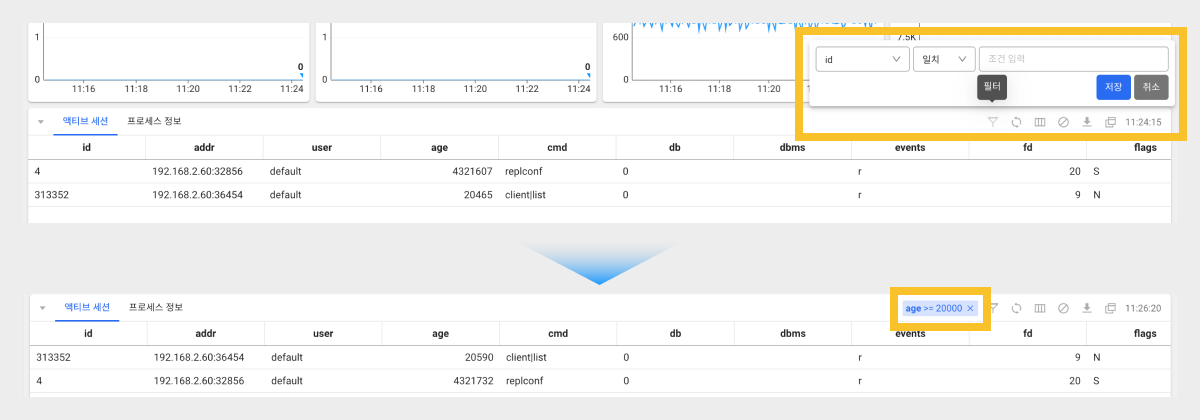 1
0
0
11:16 11:18 11:20 11:22 11:24
1
0
0
11:16 11:18 11:20 11:22 11:24
600
0
11:16 11:18 11:20
7.5K
id 일치 조건 입력
필터 저장 취소
액티브 세션 프로세스 정보 11:24:15
id addr user age cmd db dbms events fd flags
4 192.168.2.60:32856 default 4321607 replconf 0 r 20 S
313352 192.168.2.60:36454 default 20465 client|list 0 r 9 N
액티브 세션 프로세스 정보 age >= 20000 × 11:26:20
id addr user age cmd db dbms events fd flags
313352 192.168.2.60:36454 default 20590 client|list 0 r 9 N
4 192.168.2.60:32856 default 4321732 replconf 0 r 20 S